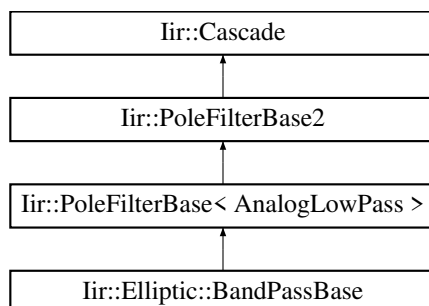 Iir::Cascade
Iir::PoleFilterBase2
Iir::PoleFilterBase< AnalogLowPass >
Iir::Elliptic::BandPassBase